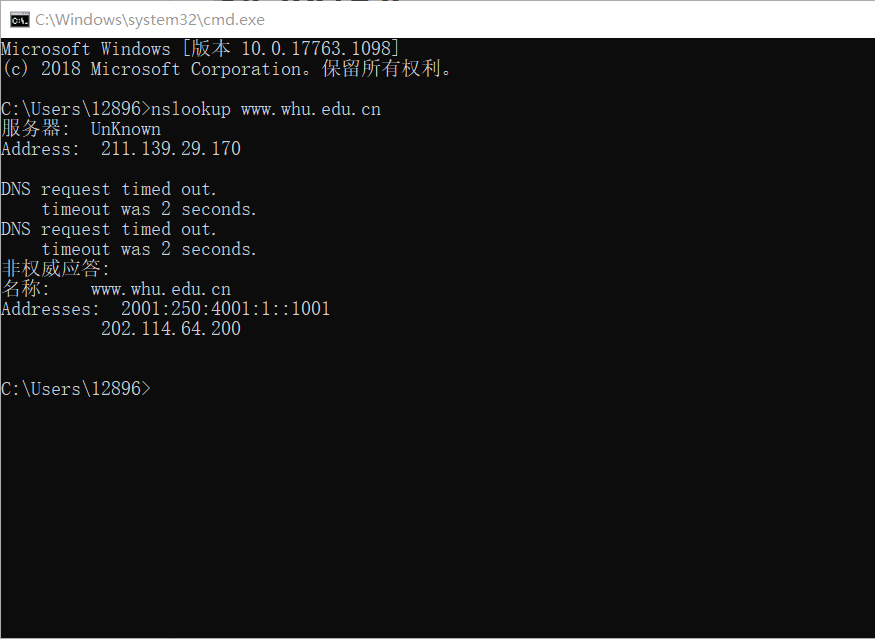 C:\Windows\system32\cmd.exe
Microsoft Windows [版本 10.0.17763.1098]
(c) 2018 Microsoft Corporation。保留所有权利。
C:\Users\12896>nslookup www.whu.edu.cn
服务器:  UnKnown
Address:  211.139.29.170
DNS request timed out.
    timeout was 2 seconds.
DNS request timed out.
    timeout was 2 seconds.
非权威应答:
名称:    www.whu.edu.cn
Addresses:  2001:250:4001:1::1001
          202.114.64.200
C:\Users\12896>